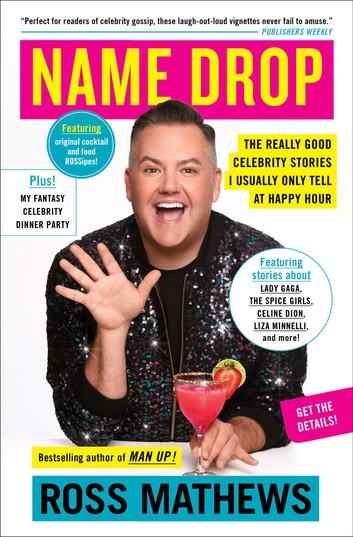 “Perfect for readers of celebrity gossip, these laugh-out-loud vignettes never fail to amuse.”
PUBLISHERS WEEKLY
NAME DROP
Featuring
original cocktail
and food
ROSSipes!
Plus!
MY FANTASY
CELEBRITY
DINNER PARTY
THE REALLY GOOD
CELEBRITY STORIES
I USUALLY ONLY TELL
AT HAPPY HOUR
Featuring
stories about
LADY GAGA,
THE SPICE GIRLS,
CELINE DION,
LIZA MINNELLI,
and more!
GET THE
DETAILS!
Bestselling author of MAN UP!
ROSS MATHEWS